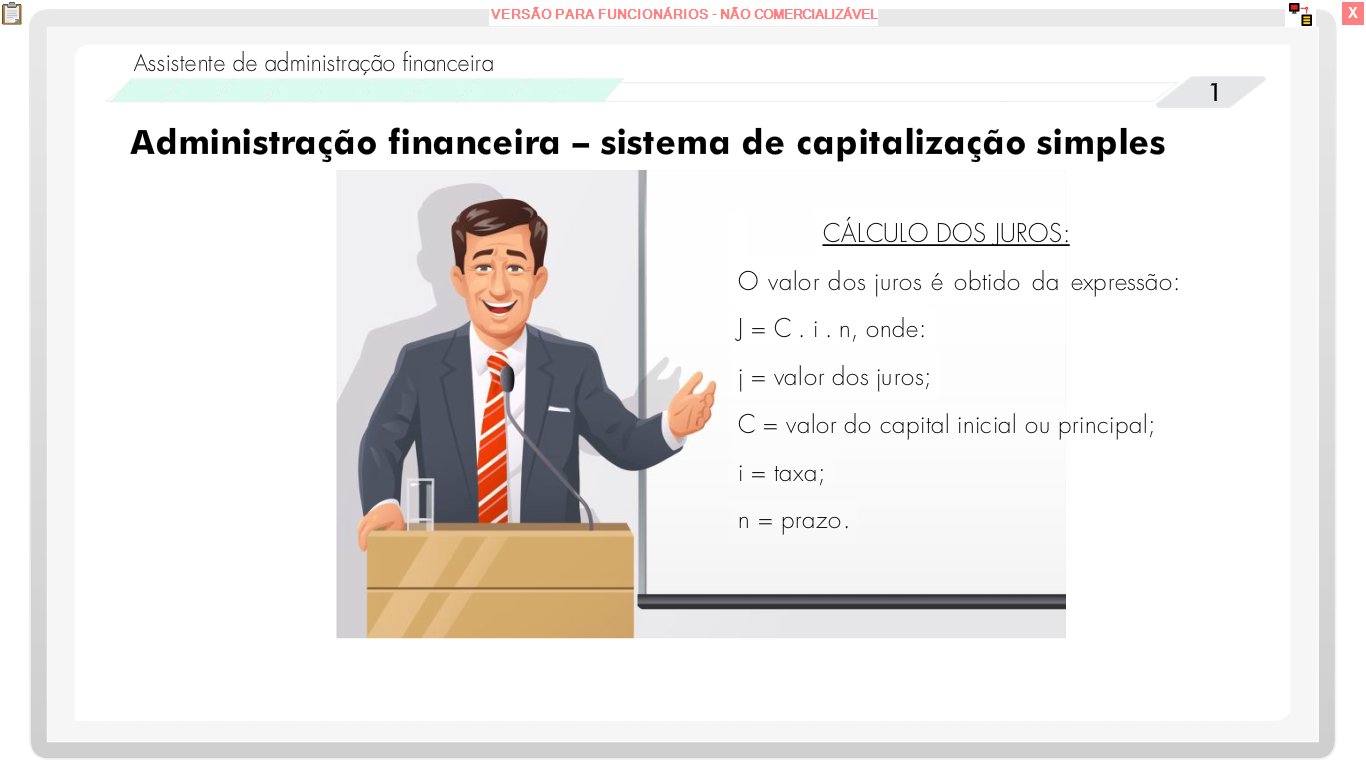 VERSÃO PARA FUNCIONÁRIOS - NÃO COMERCIALIZÁVEL
X
Assistente de administração financeira
1
Administração financeira – sistema de capitalização simples
CÁLCULO DOS JUROS:
O valor dos juros é obtido da expressão:
J = C . i . n, onde:
j = valor dos juros;
C = valor do capital inicial ou principal;
i = taxa;
n = prazo.